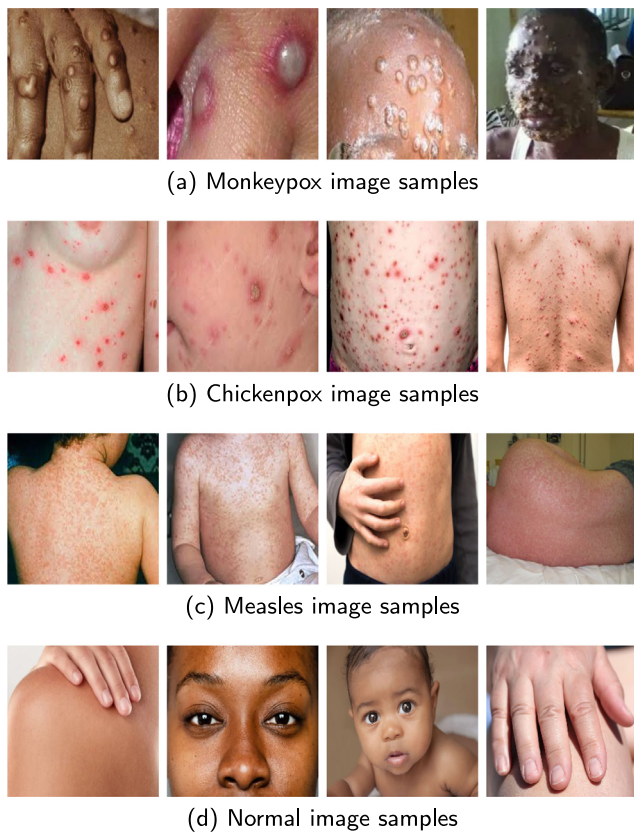 (a) Monkeypox image samples
(b) Chickenpox image samples
(c) Measles image samples
(d) Normal image samples